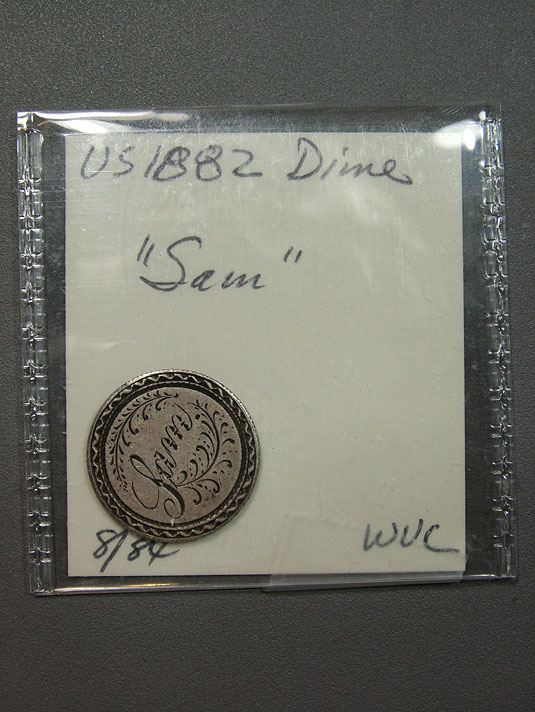 US 1882 Dime
"Sam"
Sam
8/84 WVC